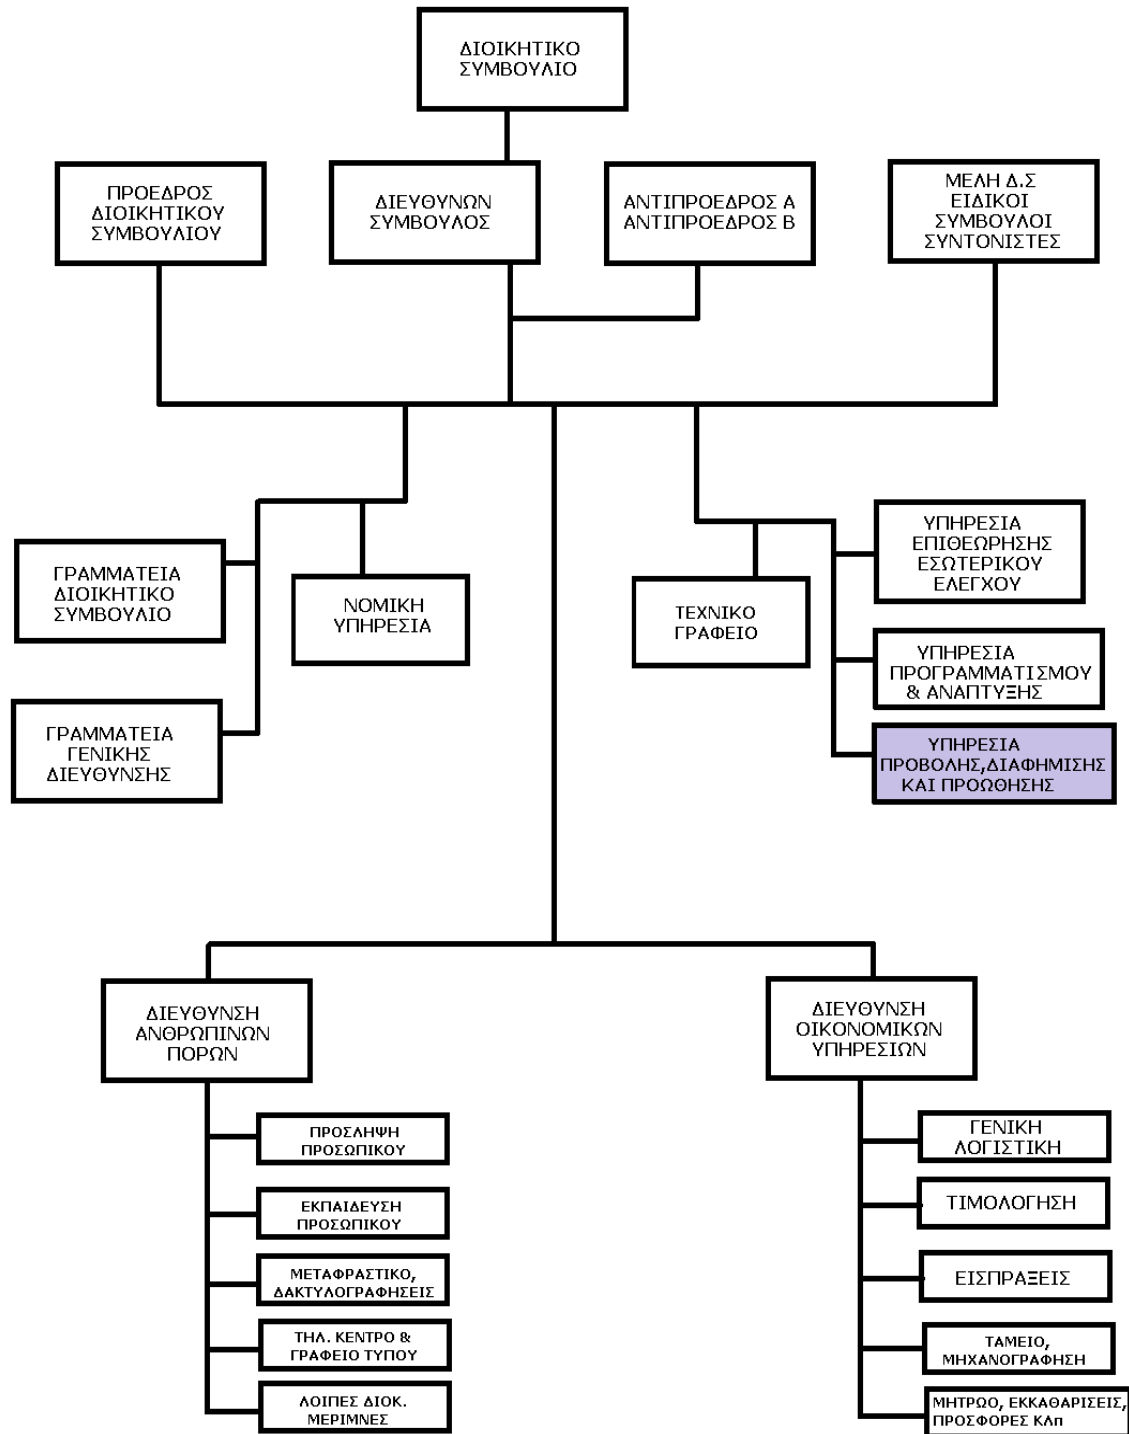 ΔΙΟΙΚΗΤΙΚΟ
ΣΥΜΒΟΥΛΙΟ
ΠΡΟΕΔΡΟΣ
ΔΙΟΙΚΗΤΙΚΟΥ
ΣΥΜΒΟΥΛΙΟΥ
ΔΙΕΥΘΥΝΩΝ
ΣΥΜΒΟΥΛΟΣ
ΑΝΤΙΠΡΟΕΔΡΟΣ Α
ΑΝΤΙΠΡΟΕΔΡΟΣ Β
ΜΕΛΗ Δ.Σ
ΕΙΔΙΚΟΙ
ΣΥΜΒΟΥΛΟΙ
ΣΥΝΤΟΝΙΣΤΕΣ
ΓΡΑΜΜΑΤΕΙΑ
ΔΙΟΙΚΗΤΙΚΟ
ΣΥΜΒΟΥΛΙΟ
ΝΟΜΙΚΗ
ΥΠΗΡΕΣΙΑ
ΓΡΑΜΜΑΤΕΙΑ
ΓΕΝΙΚΗΣ
ΔΙΕΥΘΥΝΣΗΣ
ΤΕΧΝΙΚΟ
ΓΡΑΦΕΙΟ
ΥΠΗΡΕΣΙΑ
ΕΠΙΘΕΩΡΗΣΗΣ
ΕΣΩΤΕΡΙΚΟΥ
ΕΛΕΓΧΟΥ
ΥΠΗΡΕΣΙΑ
ΠΡΟΓΡΑΜΜΑΤΙΣΜΟΥ
& ΑΝΑΠΤΥΞΗΣ
ΥΠΗΡΕΣΙΑ
ΠΡΟΒΟΛΗΣ,ΔΙΑΦΗΜΙΣΗΣ
ΚΑΙ ΠΡΟΩΘΗΣΗΣ
ΔΙΕΥΘΥΝΣΗ
ΑΝΘΡΩΠΙΝΩΝ
ΠΟΡΩΝ
ΠΡΟΣΛΗΨΗ
ΠΡΟΣΩΠΙΚΟΥ
ΕΚΠΑΙΔΕΥΣΗ
ΠΡΟΣΩΠΙΚΟΥ
ΜΕΤΑΦΡΑΣΤΙΚΟ,
ΔΑΚΤΥΛΟΓΡΑΦΗΣΕΙΣ
ΤΗΛ. ΚΕΝΤΡΟ &
ΓΡΑΦΕΙΟ ΤΥΠΟΥ
ΛΟΙΠΕΣ ΔΙΟΚ.
ΜΕΡΙΜΝΕΣ
ΔΙΕΥΘΥΝΣΗ
ΟΙΚΟΝΟΜΙΚΩΝ
ΥΠΗΡΕΣΙΩΝ
ΓΕΝΙΚΗ
ΛΟΓΙΣΤΙΚΗ
ΤΙΜΟΛΟΓΗΣΗ
ΕΙΣΠΡΑΞΕΙΣ
ΤΑΜΕΙΟ,
ΜΗΧΑΝΟΓΡΑΦΗΣΗ
ΜΗΤΡΩΟ, ΕΚΚΑΘΑΡΙΣΕΙΣ,
ΠΡΟΣΦΟΡΕΣ ΚΛπ